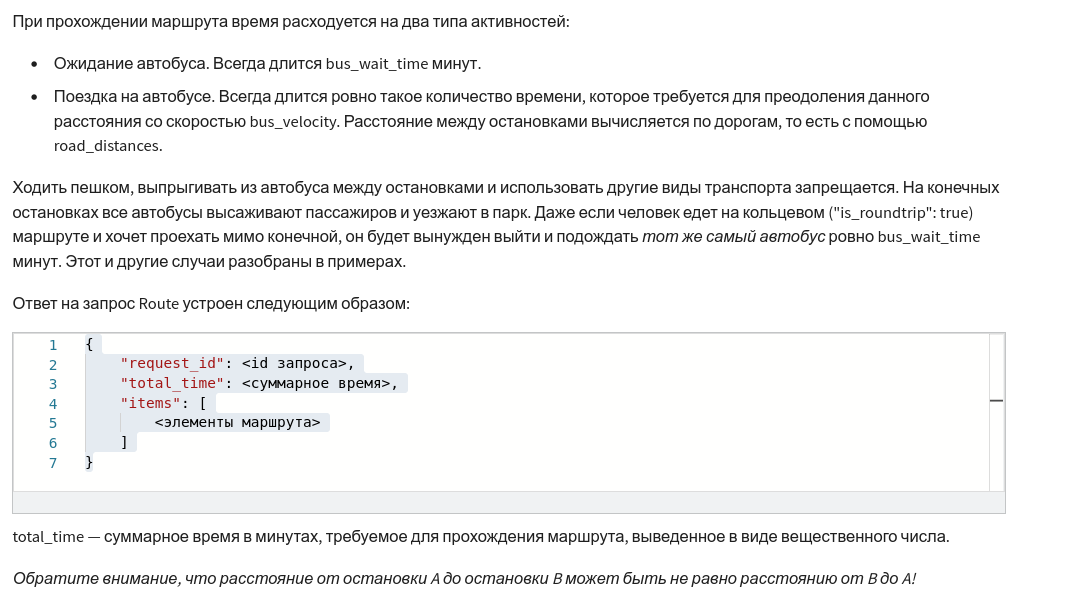 При прохождении маршрута время расходуется на два типа активностей:
• Ожидание автобуса. Всегда длится bus_wait_time минут.
• Поездка на автобусе. Всегда длится ровно такое количество времени, которое требуется для преодоления данного
расстояния со скоростью bus_velocity. Расстояние между остановками вычисляется по дорогам, то есть с помощью
road_distances.
Ходить пешком, выпрыгивать из автобуса между остановками и использовать другие виды транспорта запрещается. На конечных
остановках все автобусы высаживают пассажиров и уезжают в парк. Даже если человек едет на кольцевом ("is_roundtrip": true)
маршруте и хочет проехать мимо конечной, он будет вынужден выйти и подождать тот же самый автобус ровно bus_wait_time
минут. Этот и другие случаи разобраны в примерах.
Ответ на запрос Route устроен следующим образом:
1 {
2 "request_id": <id запроса>,
3 "total_time": <суммарное время>,
4 "items": [
5 <элементы маршрута>
6 ]
7 }
total_time — суммарное время в минутах, требуемое для прохождения маршрута, выведенное в виде вещественного числа.
Обратите внимание, что расстояние от остановки A до остановки B может быть не равно расстоянию от B до A!